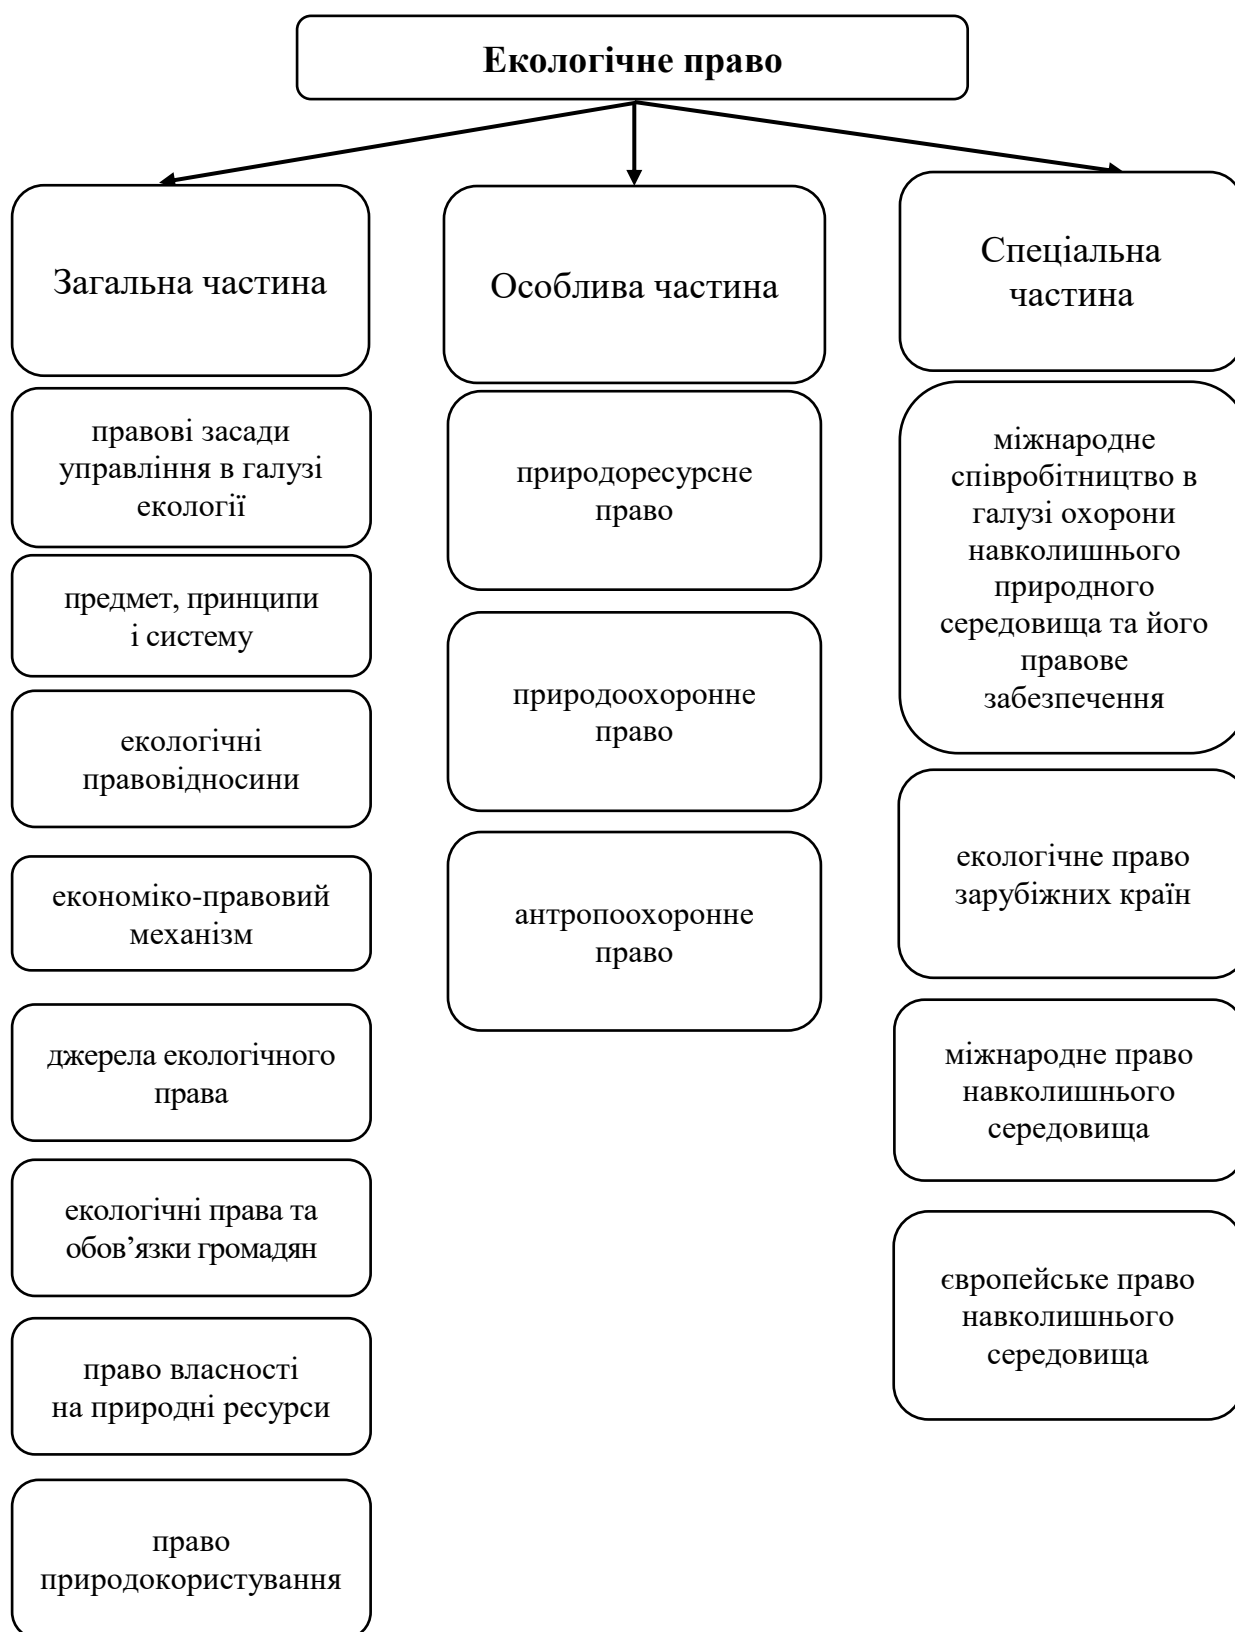 Екологічне право
Загальна частина
правові засади
управління в галузі
екології
предмет, принципи
і систему
екологічні
правовідносини
економіко-правовий
механізм
джерела екологічного
права
екологічні права та
обов’язки громадян
право власності
на природні ресурси
право
природокористування
Особлива частина
природоресурсне
право
природоохоронне
право
антропоохоронне
право
Спеціальна
частина
міжнародне
співробітництво в
галузі охорони
навколишнього
природного
середовища та його
правове
забезпечення
екологічне право
зарубіжних країн
міжнародне право
навколишнього
середовища
європейське право
навколишнього
середовища